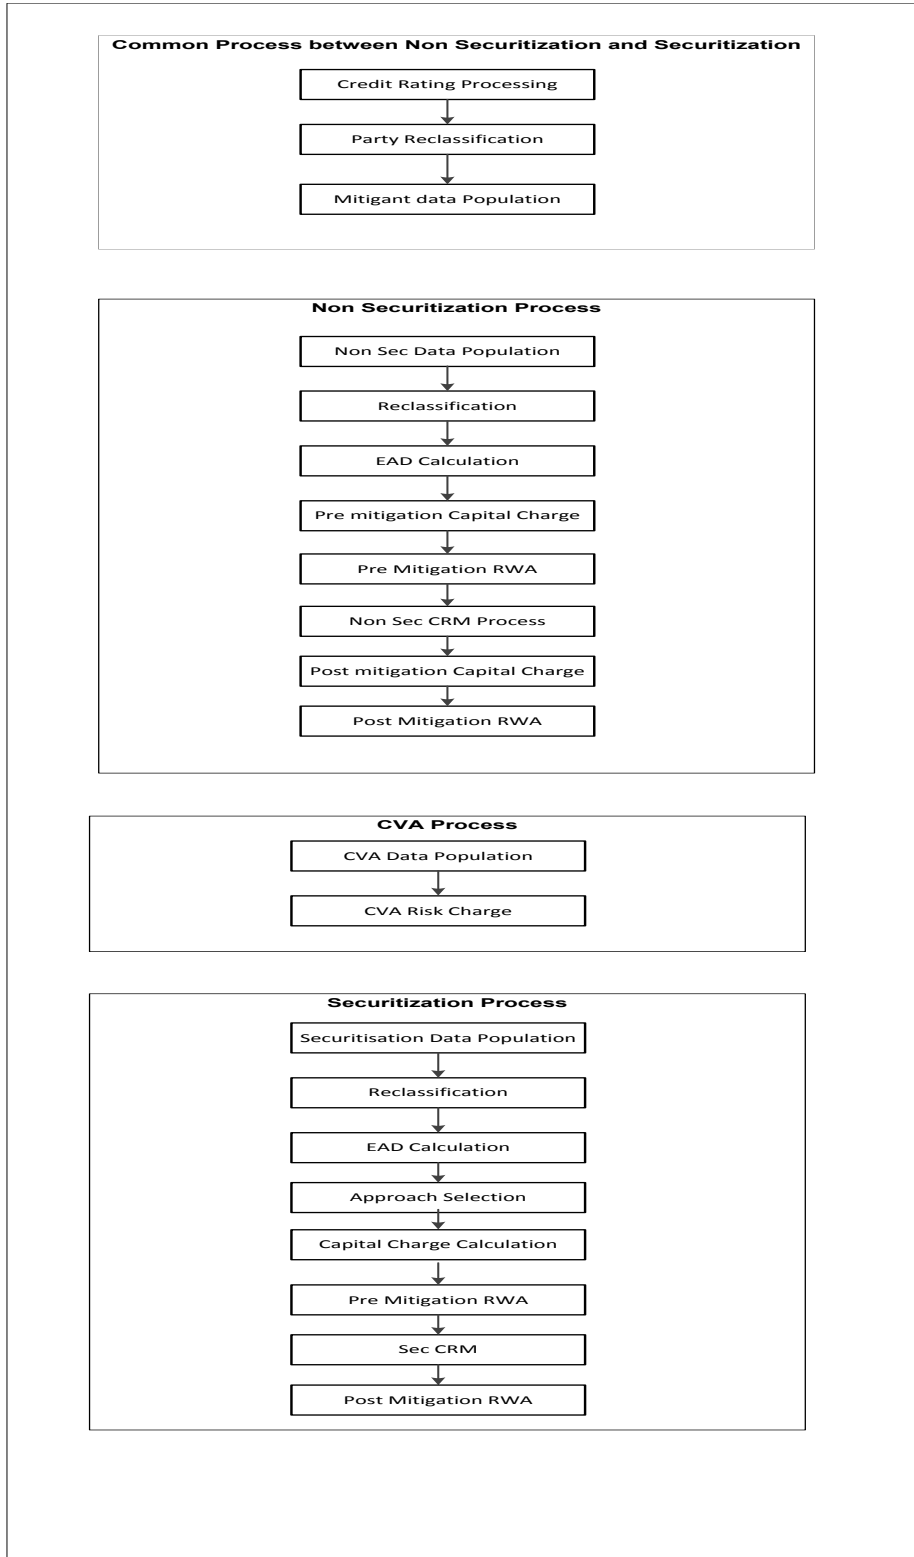 Common Process between Non Securitization and Securitization
Credit Rating Processing
Party Reclassification
Mitigant data Population
Non Securitization Process
Non Sec Data Population
Reclassification
EAD Calculation
Pre mitigation Capital Charge
Pre Mitigation RWA
Non Sec CRM Process
Post mitigation Capital Charge
Post Mitigation RWA
CVA Process
CVA Data Population
CVA Risk Charge
Securitization Process
Securitisation Data Population
Reclassification
EAD Calculation
Approach Selection
Capital Charge Calculation
Pre Mitigation RWA
Sec CRM
Post Mitigation RWA